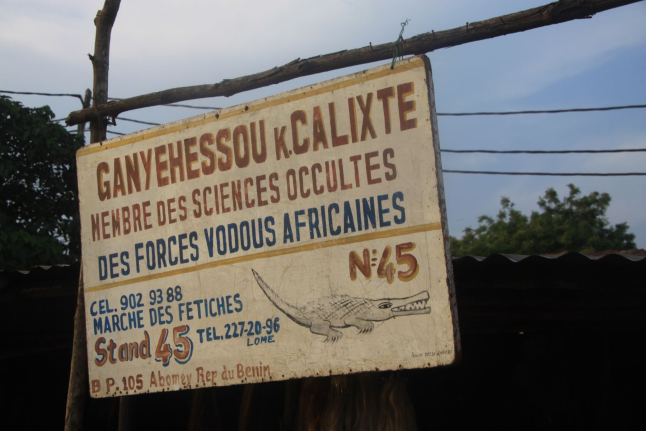 GANYEHESSOU K. CALIXTE
MEMBRE DES SCIENCES OCCULTES
DES FORCES VODOUS AFRICAINES
N:45
CEL. 902 93 88
MARCHE DES FETICHES
Stand 45 TEL. 227-20-96
LOME
B P. 105 Abomey Rep du Benin